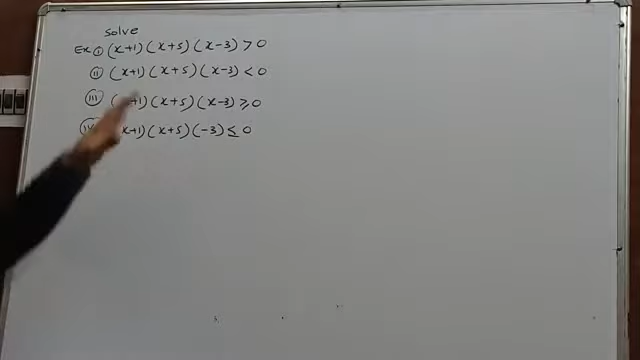 solve
Ex (i) (x+1)(x+5)(x-3) > 0
(ii) (x+1)(x+5)(x-3) < 0
(iii) (x+1)(x+5)(x-3) ≥ 0
(iv) (x+1)(x+5)(-3) ≤ 0